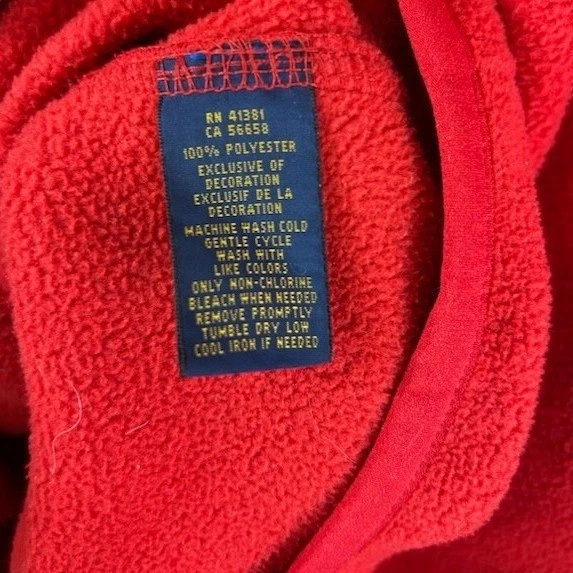 RN 41381
CA 56658
100% POLYESTER
EXCLUSIVE OF
DECORATION
EXCLUSIF DE LA
DECORATION
MACHINE WASH COLD
GENTLE CYCLE
WASH WITH
LIKE COLORS
ONLY NON-CHLORINE
BLEACH WHEN NEEDED
REMOVE PROMPTLY
TUMBLE DRY LOW
COOL IRON IF NEEDED